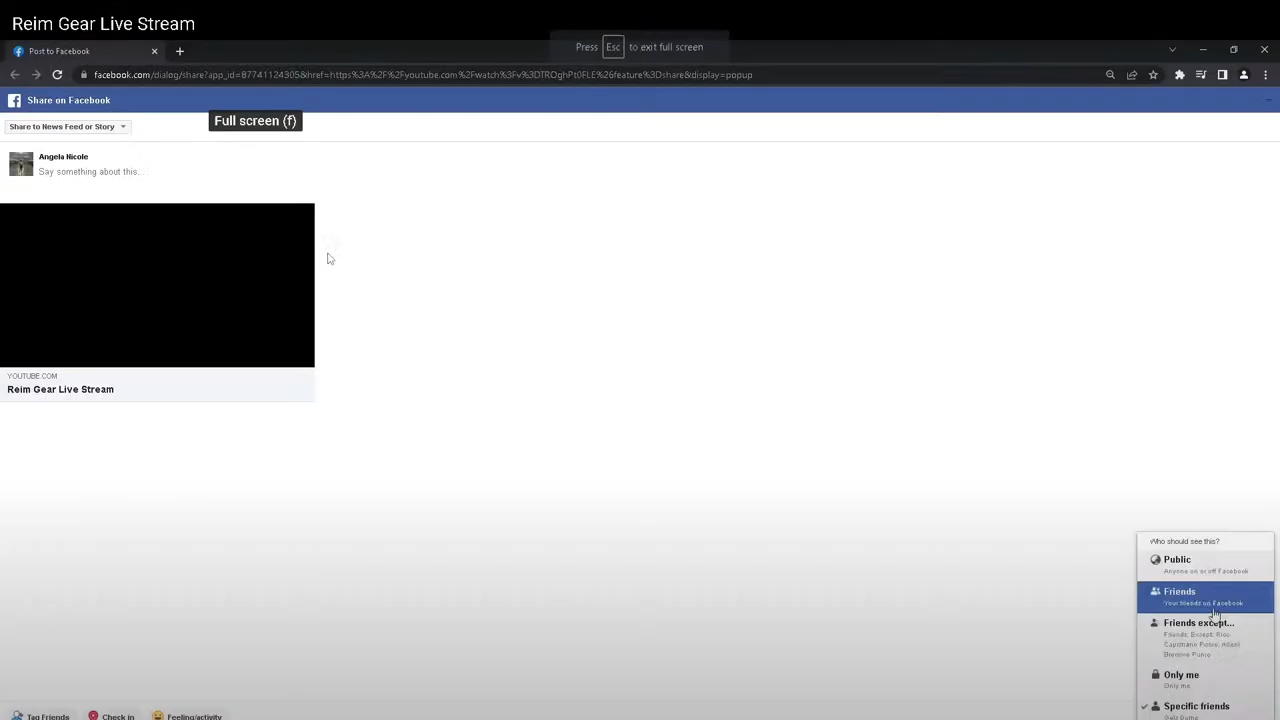 Reim Gear Live Stream
Post to Facebook
Press Esc to exit full screen
facebook.com/dialog/share?app_id=87741124305&href=https%3A%2F%2Fyoutube.com%2Fwatch%3Fv%3DTROghPt0FLE%26feature%3Dshare&display=popup
Share on Facebook
Full screen (f)
Share to News Feed or Story
Angela Nicole
Say something about this...
YOUTUBE.COM
Reim Gear Live Stream
Who should see this?
Public
Anyone on or off Facebook
Friends
Your friends on Facebook
Friends except...
Friends; Except:
Only me
Only me
Specific friends
Tag Friends
Check in
Feeling/activity